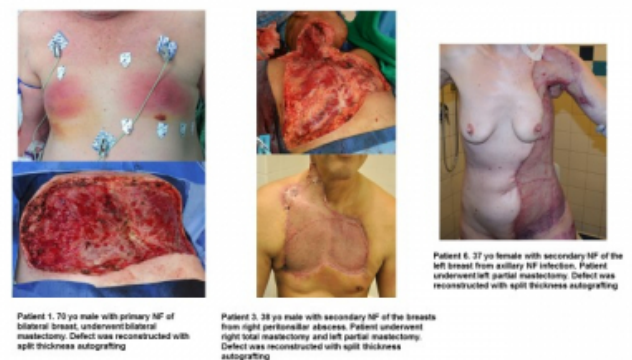 Patient 1. 70 yo male with primary NF of
bilateral breast, underwent bilateral
mastectomy. Defect was reconstructed with
split thickness autografting
Patient 3. 38 yo male with secondary NF of the breasts
from right peritonsillar abscess. Patient underwent
right total mastectomy and left partial mastectomy.
Defect was reconstructed with split thickness
autografting
Patient 6. 37 yo female with secondary NF of the
left breast from axillary NF infection. Patient
underwent left partial mastectomy. Defect was
reconstructed with split thickness autografting